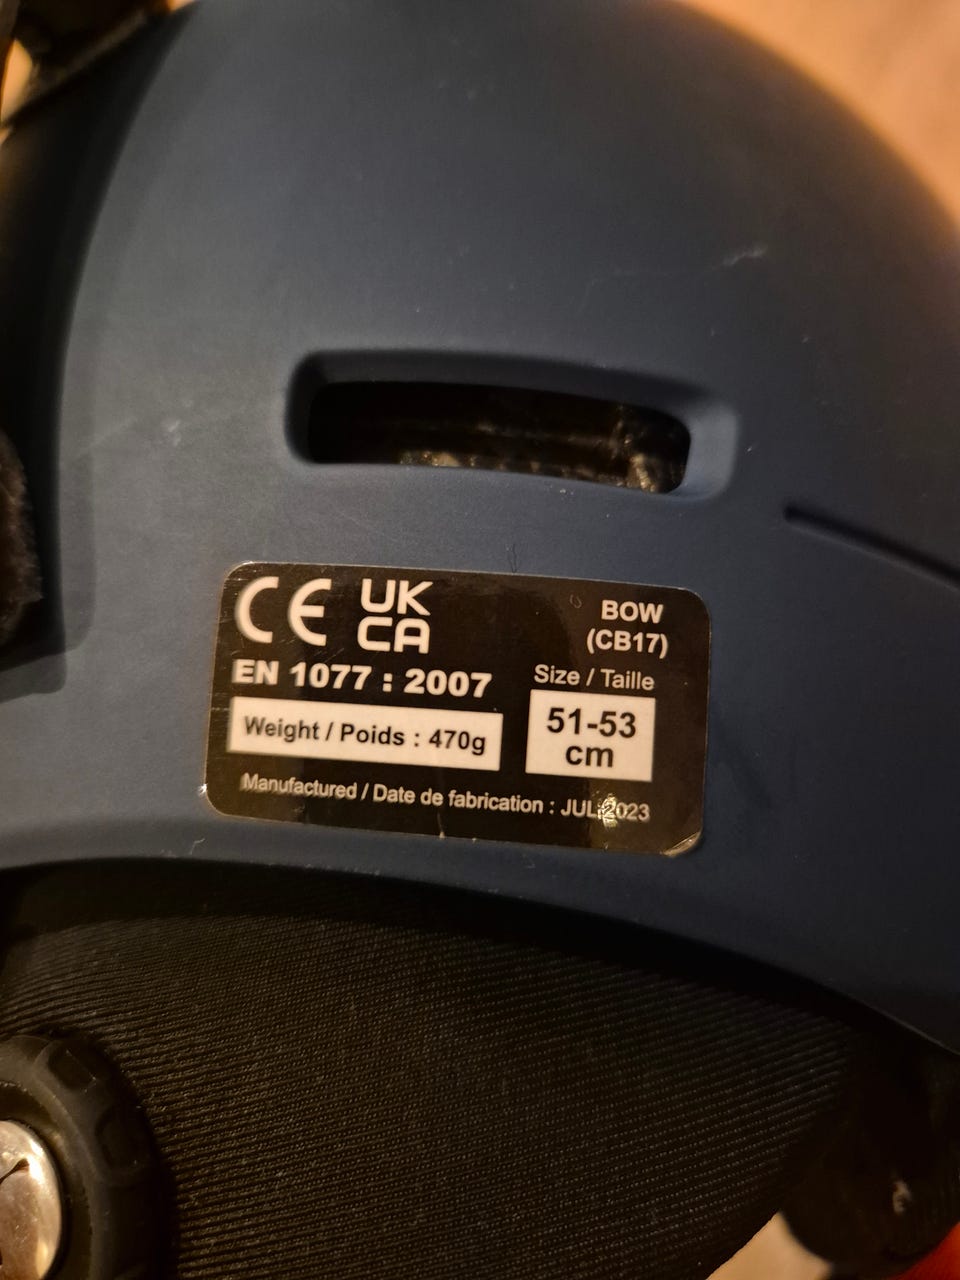 CE UK CA
EN 1077 : 2007
Weight / Poids : 470g
BOW
(CB17)
Size / Taille
51-53
cm
Manufactured / Date de fabrication : JUL.2023